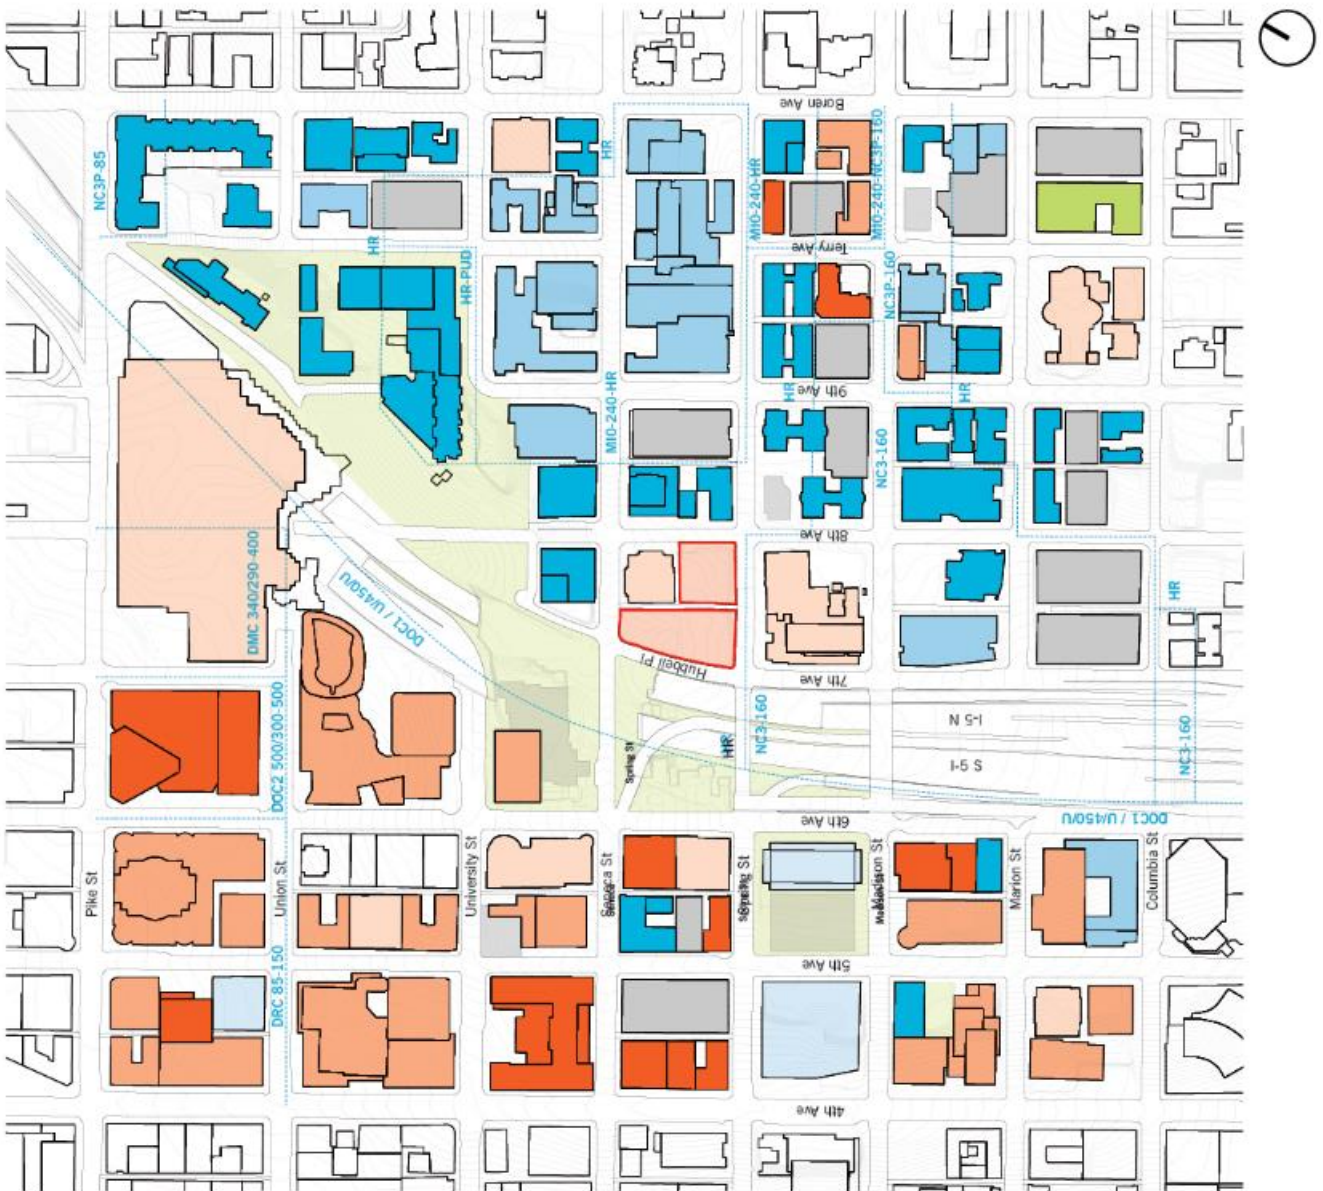 Boren Ave
NC3P-85
HR
MIO-240-HR
MIO-240-NC3P-160
Terry Ave
HR
HR-PUD
NC3P-160
9th Ave
HR
HR
MIO-240-HR
NC3-160
8th Ave
DMC 340/290-400
DOC1 / U/450/U
HR
Hubbell Pl
7th Ave
DOC2 500/300-500
Spring St
HR
NC3-160
I-5 N
I-5 S
NC3-160
6th Ave
DOC1 / U/450/U
Pike St
Union St
University St
Seneca St
Madison St
Marion St
Columbia St
5th Ave
DRC 85-150
4th Ave